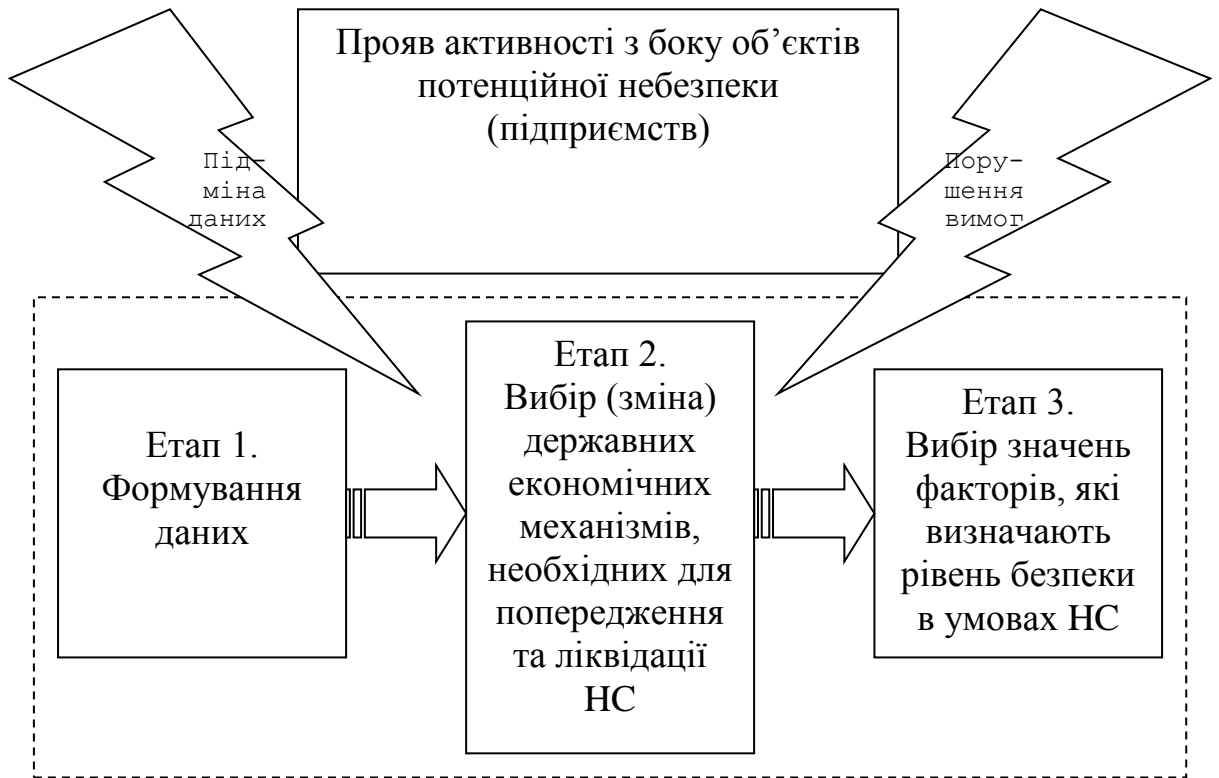 Прояв активності з боку об’єктів
потенційної небезпеки
(підприємств)
Під-
міна
даних
Пору-
шення
вимог
Етап 1.
Формування
даних
Етап 2.
Вибір (зміна)
державних
економічних
механізмів,
необхідних для
попередження
та ліквідації
НС
Етап 3.
Вибір значень
факторів, які
визначають
рівень безпеки
в умовах НС